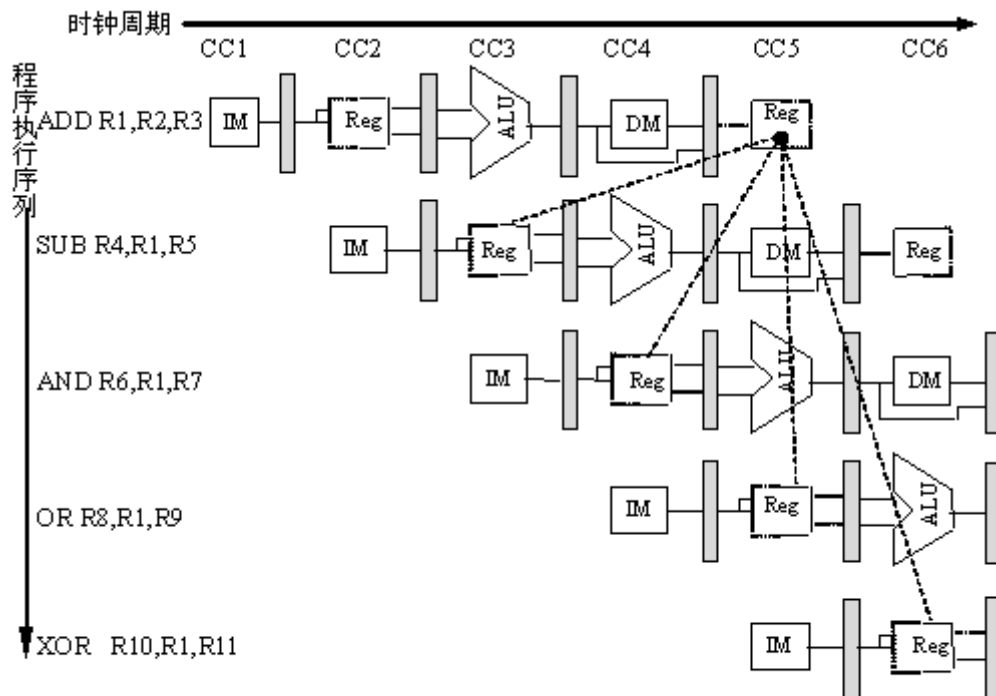 时钟周期
CC1 CC2 CC3 CC4 CC5 CC6
程序执行序列
ADD R1,R2,R3 IM Reg ALU DM Reg
SUB R4,R1,R5 IM Reg ALU DM Reg
AND R6,R1,R7 IM Reg ALU DM
OR R8,R1,R9 IM Reg ALU
XOR R10,R1,R11 IM Reg